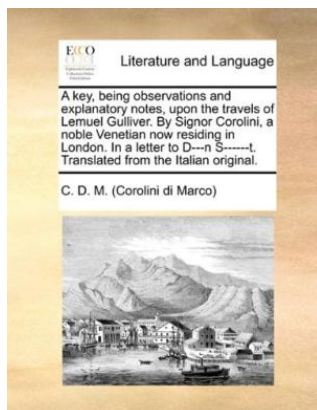 ECCO
Literature and Language
A key, being observations and
explanatory notes, upon the travels of
Lemuel Gulliver. By Signor Corolini, a
noble Venetian now residing in
London. In a letter to D---n S------t.
Translated from the Italian original.
C. D. M. (Corolini di Marco)